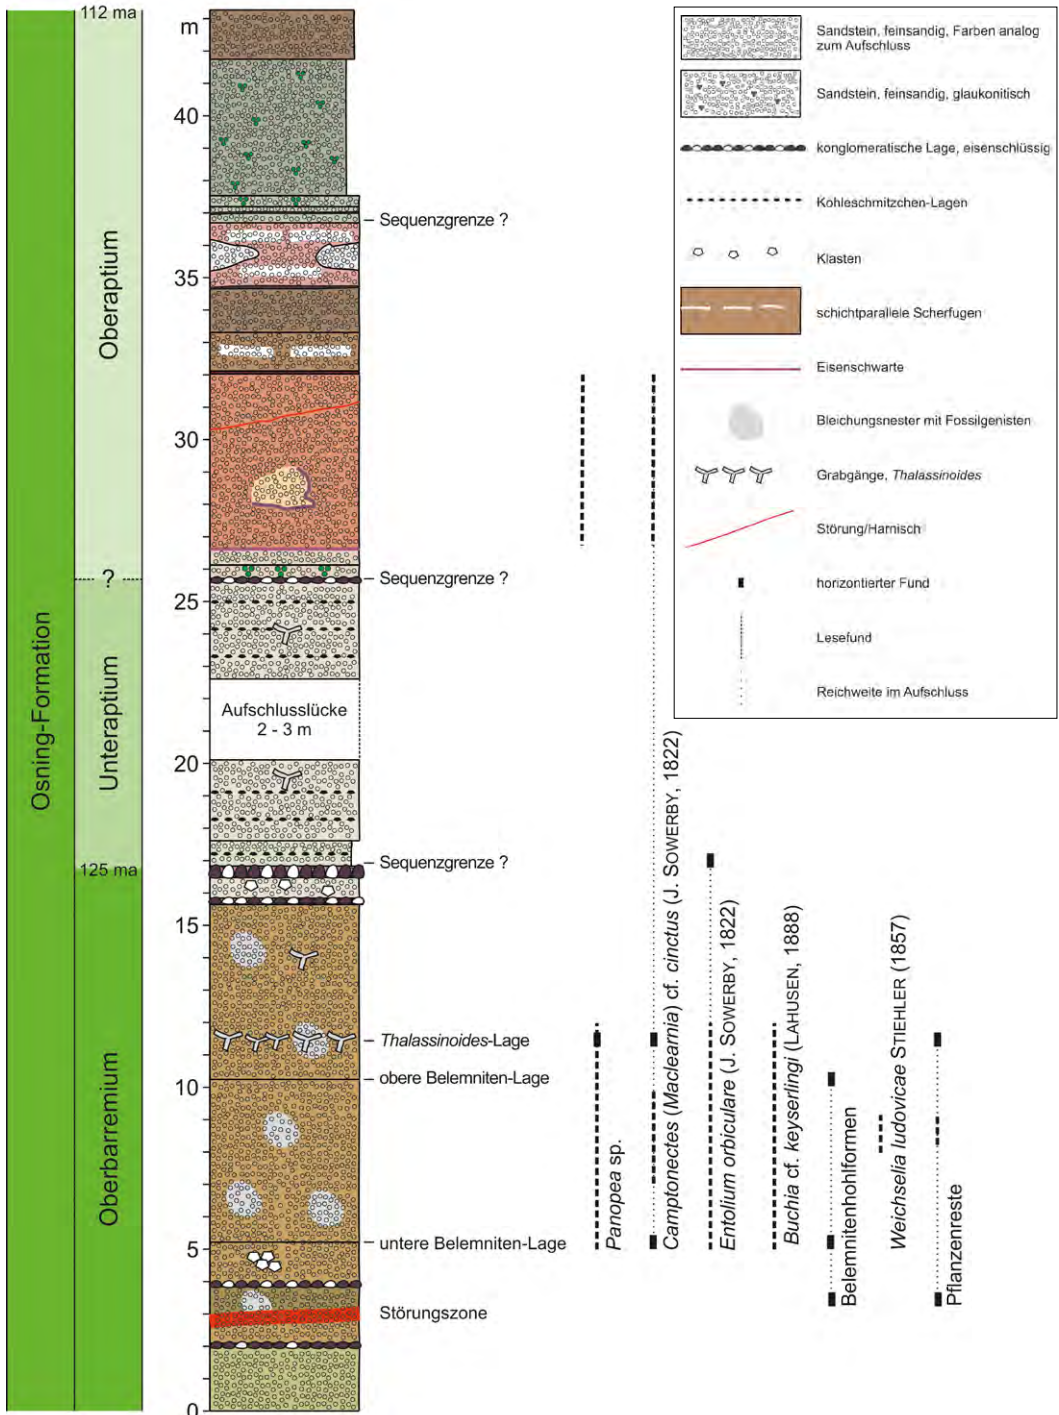 112 ma
m
40
35
30
25
20
15
10
5
0
Osning-Formation
Oberaptium
?
Unteraptium
125 ma
Oberbarremium
Sequenzgrenze ?
Sequenzgrenze ?
Aufschlusslücke
2 - 3 m
Sequenzgrenze ?
Thalassinoides-Lage
obere Belemniten-Lage
untere Belemniten-Lage
Störungszone
Panopea sp.
Camptonectes (Maclearnia) cf. cinctus (J. SOWERBY, 1822)
Entolium orbiculare (J. SOWERBY, 1822)
Buchia cf. keyserlingi (LAHUSEN, 1888)
Belemnitenhohlformen
Weichselia ludovicae STIEHLER (1857)
Pflanzenreste
Sandstein, feinsandig, Farben analog
zum Aufschluss
Sandstein, feinsandig, glaukonitisch
konglomeratische Lage, eisenschlüssig
Kohleschmitzchen-Lagen
Klasten
schichtparallele Scherfugen
Eisenschwarte
Bleichungsnester mit Fossilgenisten
Grabgänge, Thalassinoides
Störung/Harnisch
horizontierter Fund
Lesefund
Reichweite im Aufschluss